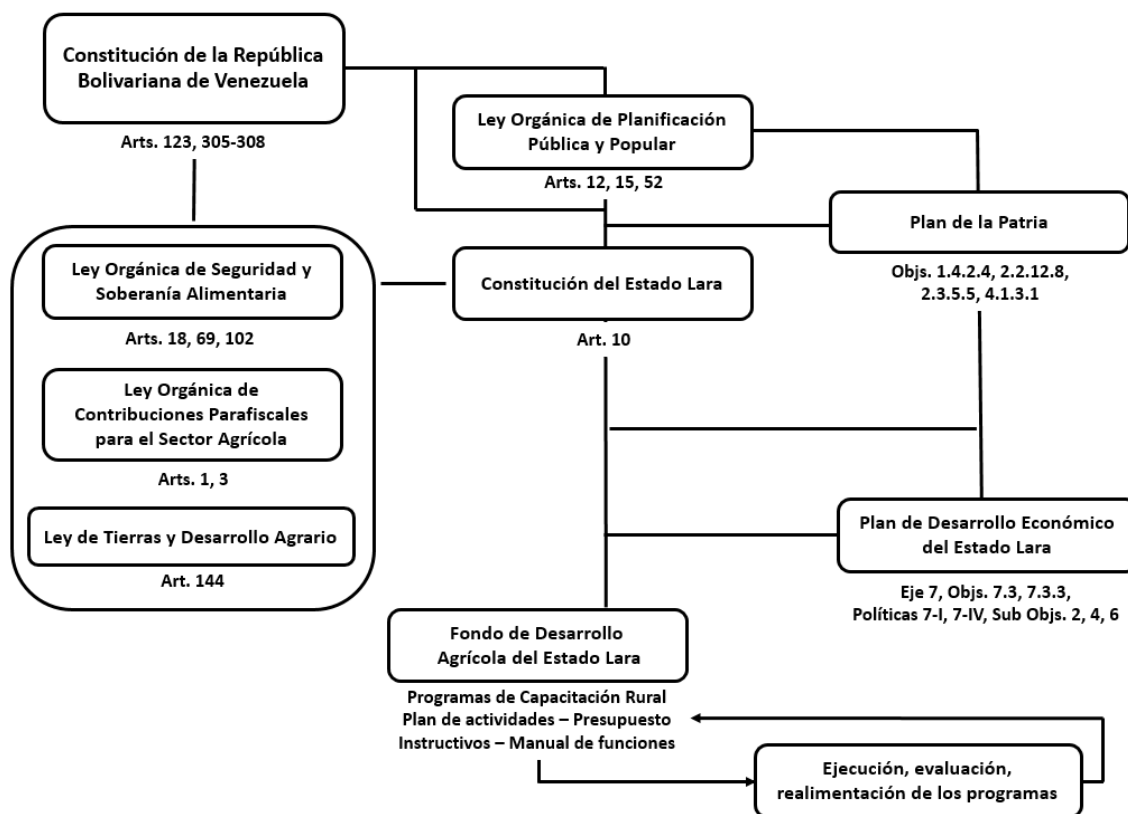 Constitución de la República
Bolivariana de Venezuela
Arts. 123, 305-308
Ley Orgánica de Planificación
Pública y Popular
Arts. 12, 15, 52
Plan de la Patria
Objs. 1.4.2.4, 2.2.12.8,
2.3.5.5, 4.1.3.1
Ley Orgánica de Seguridad y
Soberanía Alimentaria
Arts. 18, 69, 102
Ley Orgánica de
Contribuciones Parafiscales
para el Sector Agrícola
Arts. 1, 3
Ley de Tierras y Desarrollo Agrario
Art. 144
Constitución del Estado Lara
Art. 10
Plan de Desarrollo Económico
del Estado Lara
Eje 7, Objs. 7.3, 7.3.3,
Políticas 7-I, 7-IV, Sub Objs. 2, 4, 6
Fondo de Desarrollo
Agrícola del Estado Lara
Programas de Capacitación Rural
Plan de actividades – Presupuesto
Instructivos – Manual de funciones
Ejecución, evaluación,
realimentación de los programas